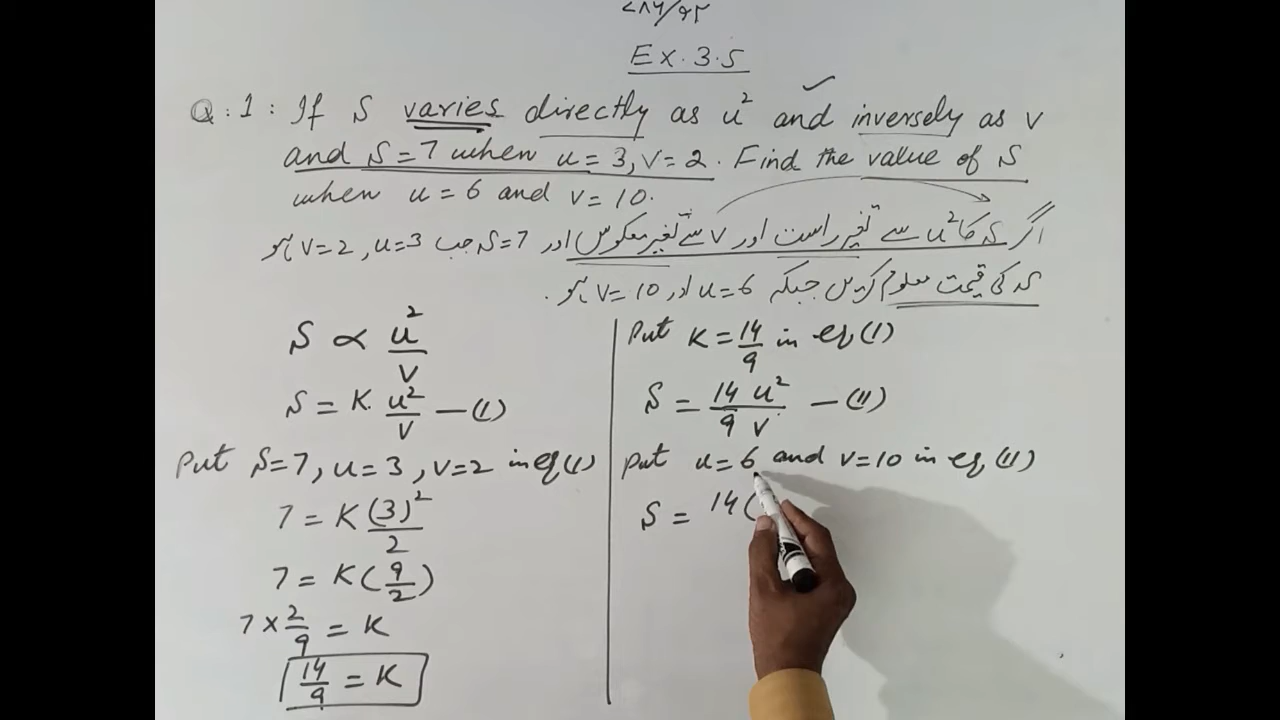 ۷۸۶/۹۲
Ex. 3.5
Q:1: If S varies directly as u² and inversely as v
and S=7 when u=3, v=2. Find the value of S
when u=6 and v=10.
اگر S کا u² سے تغیر راست اور v سے تغیر معکوس اور S=7 جب u=3, v=2 ہو
S کی قیمت معلوم کریں جبکہ u=6 اور v=10 ہو۔
S ∝ u²/v
S = K. u²/v —(I)
Put S=7, u=3, v=2 in eq(I)
7 = K (3)²/2
7 = K(9/2)
7 × 2/9 = K
14/9 = K
Put K = 14/9 in eq(I)
S = 14 u²/9 v —(II)
Put u=6 and v=10 in eq(II)
S = 14(